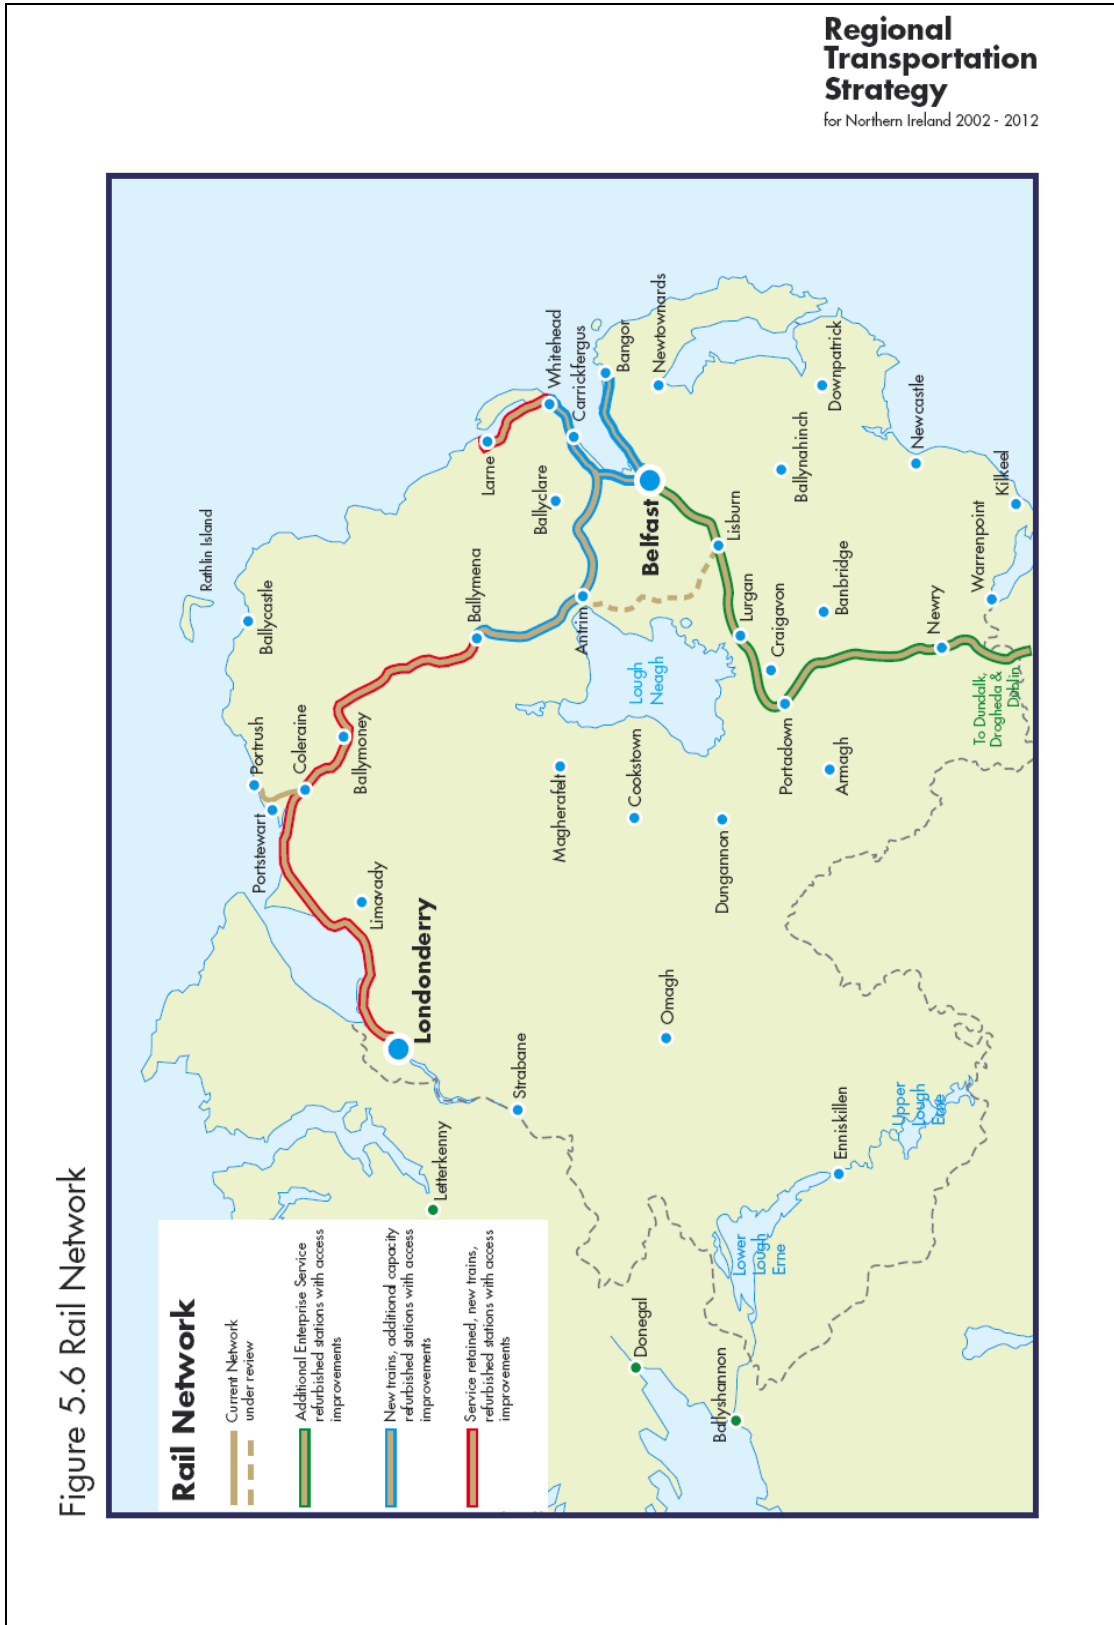 Regional
Transportation
Strategy
for Northern Ireland 2002 - 2012
Figure 5.6 Rail Network
Rail Network
Current Network
under review
Additional Enterprise Service
refurbished stations with access
improvements
New trains, additional capacity
refurbished stations with access
improvements
Service retained, new trains,
refurbished stations with access
improvements
Rathlin Island
Ballycastle
Portrush
Portstewart
Coleraine
Ballymoney
Limavady
Londonderry
Letterkenny
Strabane
Ballymena
Larne
Whitehead
Carrickfergus
Ballyclare
Bangor
Newtownards
Antrim
Belfast
Magherafelt
Lough
Neagh
Cookstown
Omagh
Donegal
Lisburn
Lurgan
Craigavon
Portadown
Dungannon
Ballynahinch
Downpatrick
Banbridge
Armagh
Lower
Lough
Erne
Ballyshannon
Enniskillen
Upper
Lough
Erne
Newcastle
Newry
Warrenpoint
Kilkeel
To Dundalk,
Drogheda &
Dublin